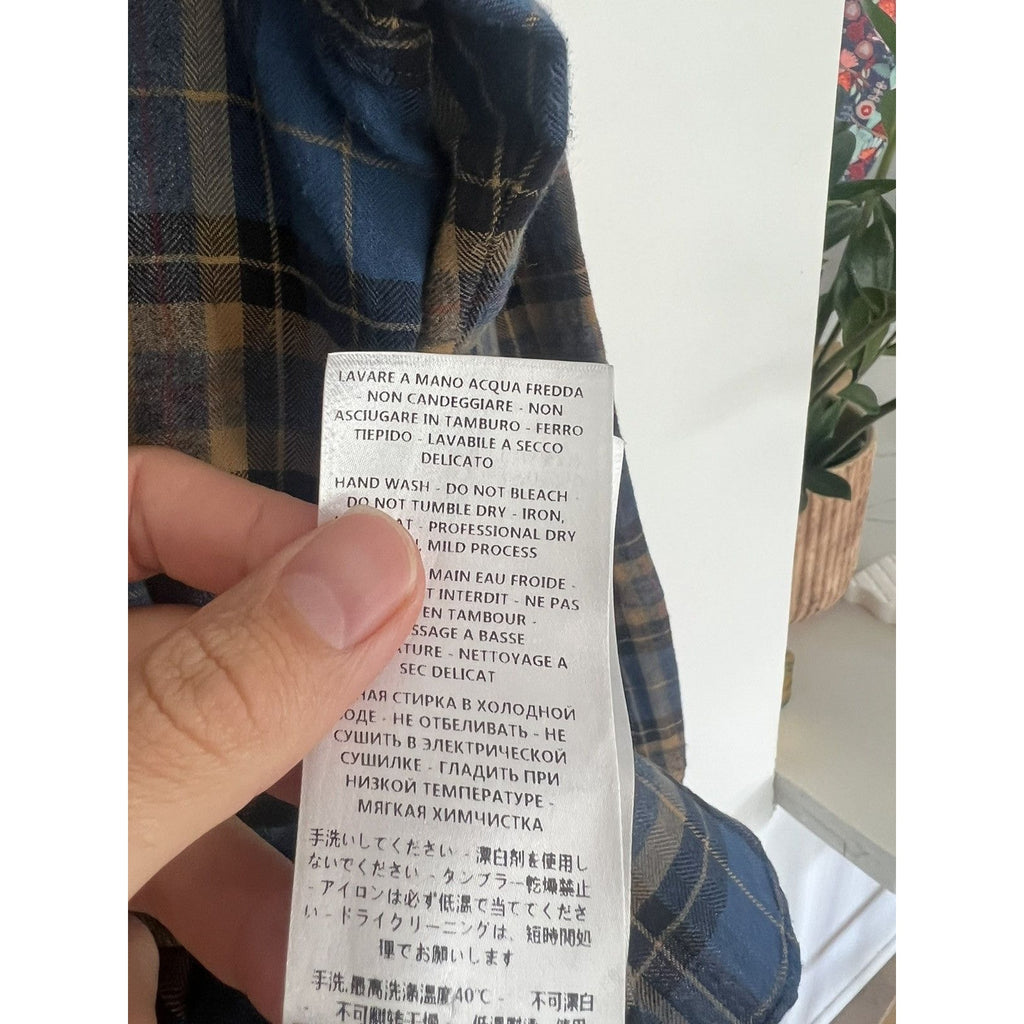 LAVARE A MANO ACQUA FREDDA
- NON CANDEGGIARE - NON
ASCIUGARE IN TAMBURO - FERRO
TIEPIDO - LAVABILE A SECCO
DELICATO
HAND WASH - DO NOT BLEACH -
DO NOT TUMBLE DRY - IRON,
- PROFESSIONAL DRY
MILD PROCESS
MAIN EAU FROIDE -
INTERDIT - NE PAS
EN TAMBOUR -
A BASSE
- NETTOYAGE A
SEC DELICAT
СТИРКА В ХОЛОДНОЙ
- НЕ ОТБЕЛИВАТЬ - НЕ
СУШИТЬ В ЭЛЕКТРИЧЕСКОЙ
СУШИЛКЕ - ГЛАДИТЬ ПРИ
НИЗКОЙ ТЕМПЕРАТУРЕ -
МЯГКАЯ ХИМЧИСТКА
手洗いしてください - 漂白剤を使用し
ないでください - タンブラー乾燥禁止
- アイロンは必ず低温で当ててくださ
い - ドライクリーニングは、短時間処
理でお願いします
手洗,最高洗滌溫度40℃ - 不可漂白